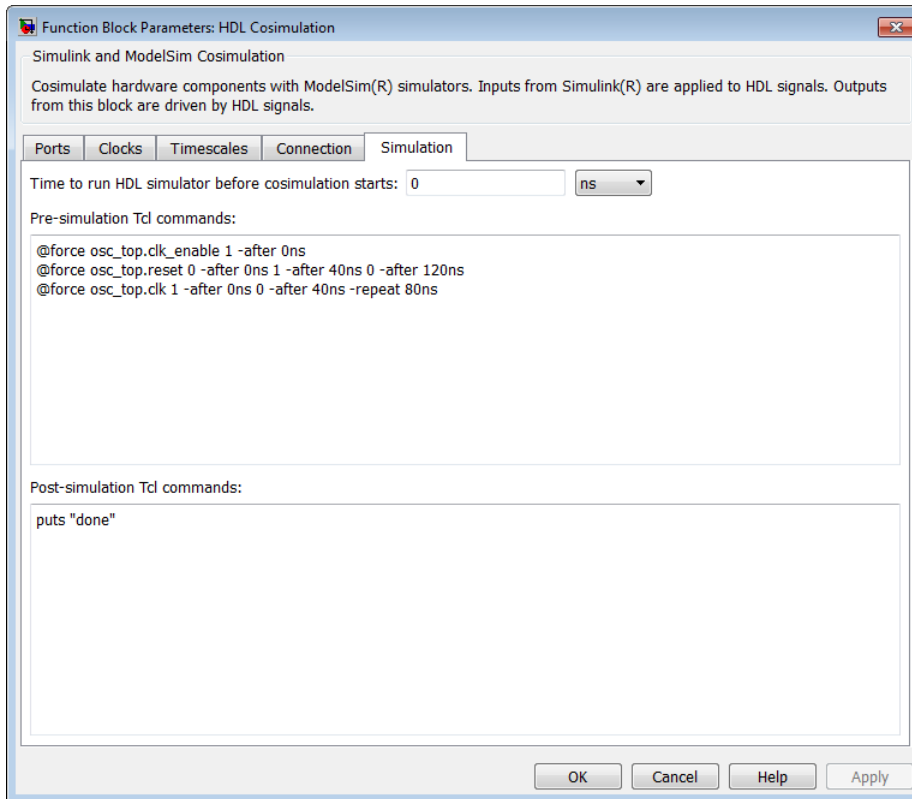 Function Block Parameters: HDL Cosimulation
Simulink and ModelSim Cosimulation
Cosimulate hardware components with ModelSim(R) simulators. Inputs from Simulink(R) are applied to HDL signals. Outputs
from this block are driven by HDL signals.
Ports Clocks Timescales Connection Simulation
Time to run HDL simulator before cosimulation starts: 0 ns
Pre-simulation Tcl commands:
@force osc_top.clk_enable 1 -after 0ns
@force osc_top.reset 0 -after 0ns 1 -after 40ns 0 -after 120ns
@force osc_top.clk 1 -after 0ns 0 -after 40ns -repeat 80ns
Post-simulation Tcl commands:
puts "done"
OK Cancel Help Apply